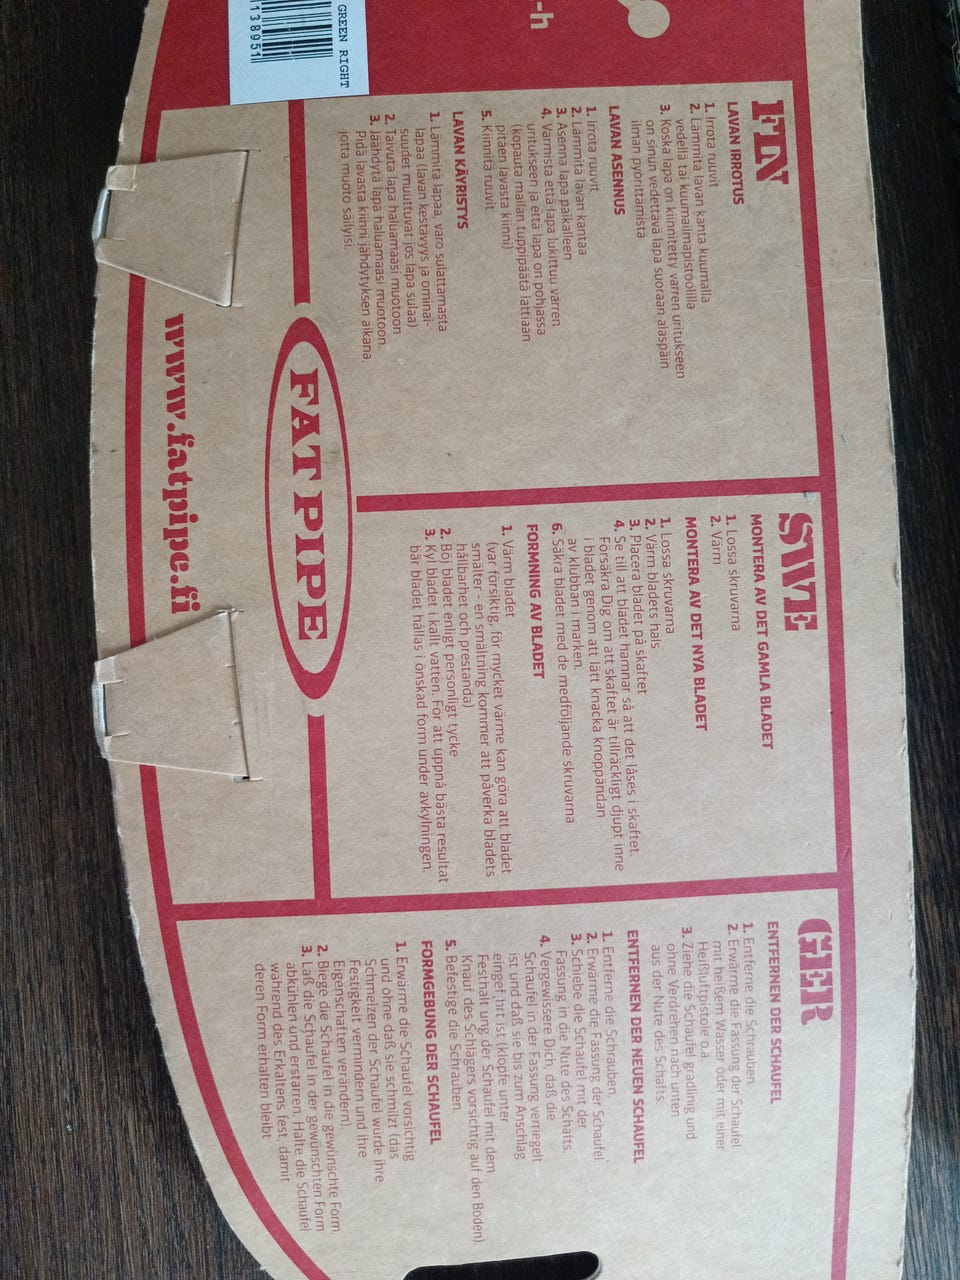 -h
GREEN RIGHT
138951
FIN
LAVAN IRROTUS
1. Irrota ruuvit
2. Lämmitä lavan kanta kuumalla
vedellä tai kuumailmapistoolilla
3. Koska lapa on kiinnitetty varren uritukseen
on sinun vedettävä lapa suoraan alaspäin
ilman pyörittämistä
LAVAN ASENNUS
1. Irrota ruuvit
2. Lämmitä lavan kantaa
3. Asenna lapa paikalleen
4. Varmista että lapa lukittuu varren
uritukseen ja että lapa on pohjassa
(kopauta mailan tuppipäätä lattiaan
pitäen lavasta kiinni)
5. Kiinnitä ruuvit
LAVAN KÄYRISTYS
1. Lämmitä lapaa, varo sulattamasta
lapaa (lavan kestävyys ja ominai-
suudet muuttuvat jos lapa sulaa)
2. Taivuta lapa haluamaasi muotoon
3. Jäähdytä lapa haluamaasi muotoon.
Pidä lavasta kiinni jähdytyksen aikana,
jotta muoto säilyisi.
SWE
MONTERA AV DET GAMLA BLADET
1. Lossa skruvarna
2. Värm
MONTERA AV DET NYA BLADET
1. Lossa skruvarna
2. Värm bladets hals
3. Placera bladet på skaftet
4. Se till att bladet hamnar så att det låses i skaftet.
Försäkra Dig om att skaftet är tillräckligt djupt inne
i bladet genom att lätt knacka knoppändan
av klubban i marken.
6. Säkra bladet med de medföljande skruvarna
FORMNING AV BLADET
1. Värm bladet
(var försiktig, för mycket värme kan göra att bladet
smälter - en smältning kommer att påverka bladets
hållbarhet och prestanda)
2. Böj bladet enligt personligt tycke
3. Kyl bladet i kallt vatten. För att uppnå bästa resultat
bär bladet hållas i önskad form under avkylningen.
GER
ENTFERNEN DER SCHAUFEL
1. Entferne die Schrauben.
2. Erwärme die Fassung der Schaufel
mit heißem Wasser oder mit einer
Heißluftpistole o.a.
3. Ziehe die Schaufel gedlinig und
ohne Verdrehen nach unten
aus der Nute des Schafts.
ENTFERNEN DER NEUEN SCHAUFEL
1. Entferne die Schrauben.
2. Erwärme die Fassung der Schaufel.
3. Schiebe die Schaufel mit der
Fassung in die Nute des Schafts.
4. Vergewissere Dich, daß die
Schaufel in der Fassung verriegelt
ist und daß sie bis zum Anschlag
eingef hrt ist (klopfe unter
Festhalt ung der Schaufel mit dem
Knauf des Schlägers vorsichtig auf den Boden).
5. Befestige die Schrauben.
FORMGEBUNG DER SCHAUFEL
1. Erwärme die Schaufel vorsichtig
und ohne daß sie schmilzt (das
Schmelzen der Schaufel wurde ihre
Festigkeit vermindern und ihre
Eigenschaften verändern).
2. Biege die Schaufel in die gewünschte Form.
3. Laß die Schaufel in der gewünschten Form
abkühlen und erstarren. Halte die Schaufel
wahrend des Erkaltens fest, damit
deren Form erhalten bleibt
FAT PIPE
www.fatpipe.fi